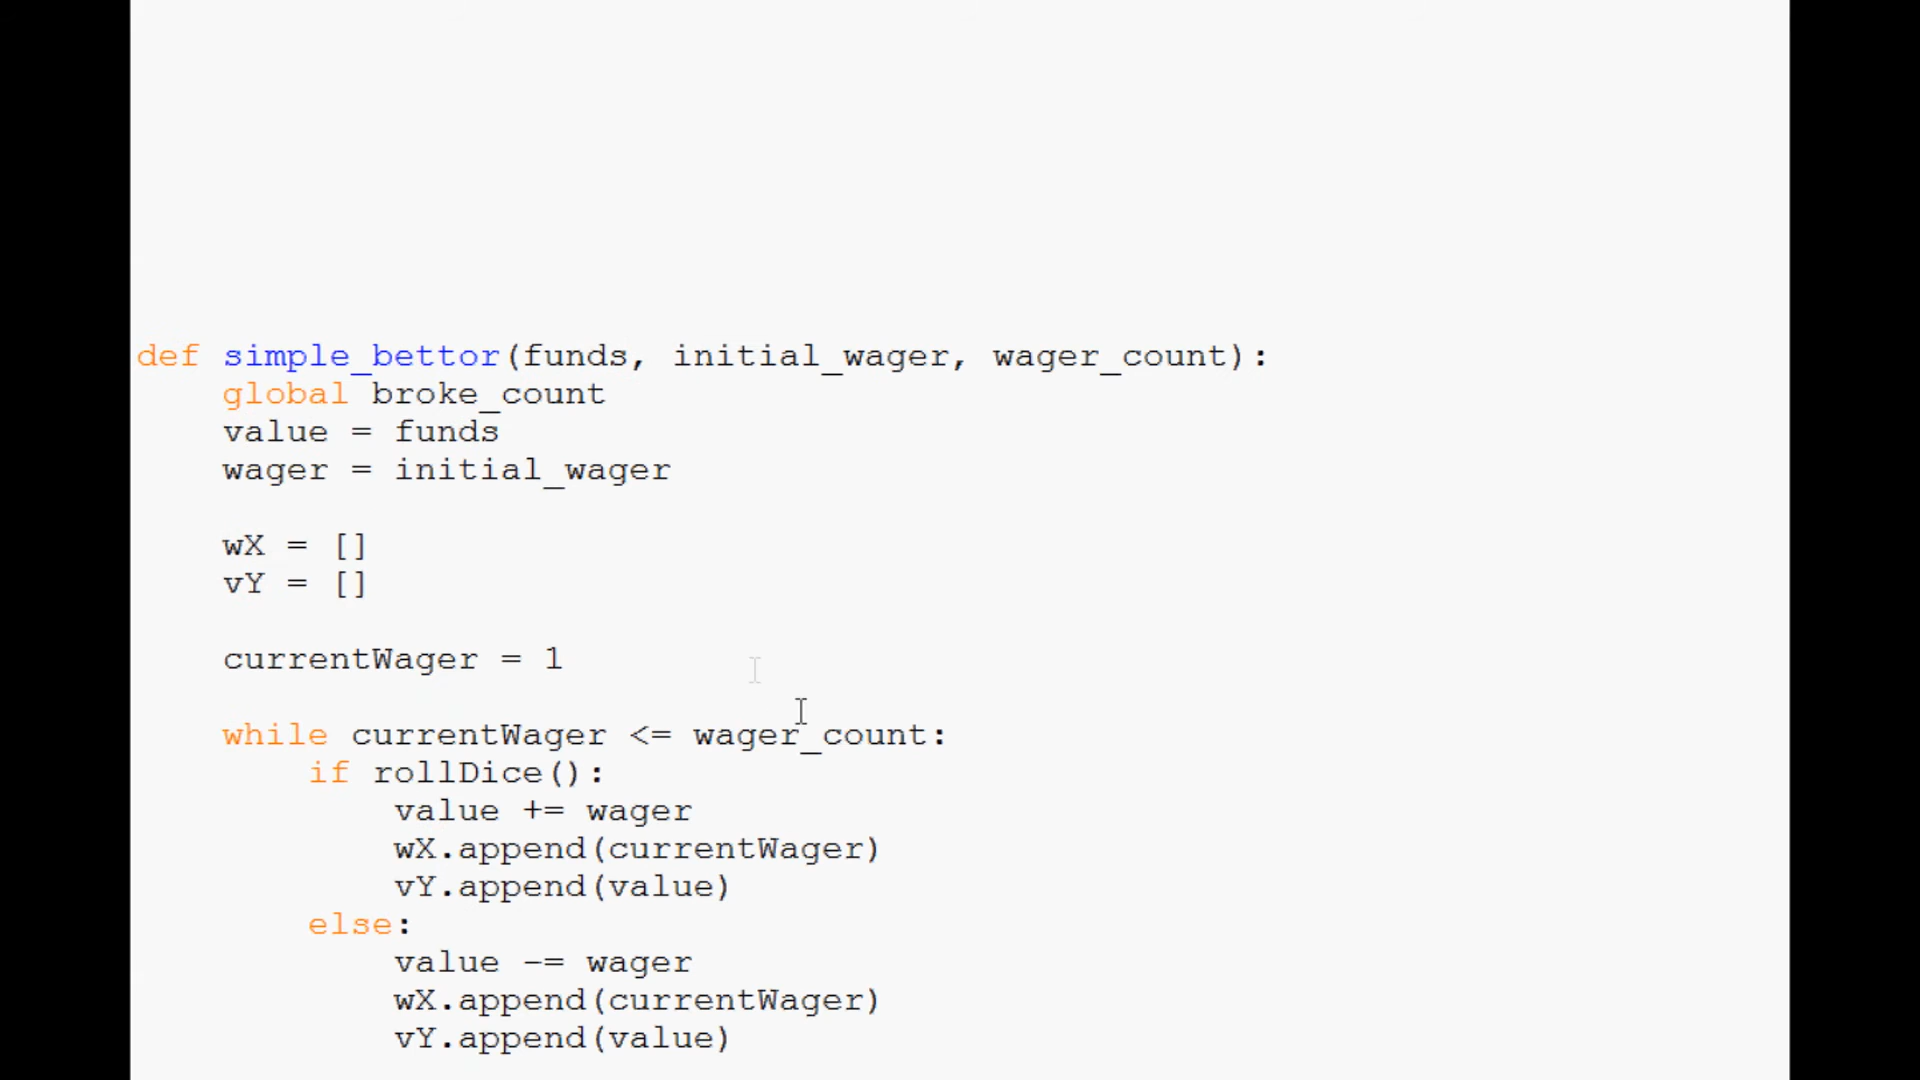 def simple_bettor(funds, initial_wager, wager_count):
    global broke_count
    value = funds
    wager = initial_wager

    wX = []
    vY = []

    currentWager = 1

    while currentWager <= wager_count:
        if rollDice():
            value += wager
            wX.append(currentWager)
            vY.append(value)
        else:
            value -= wager
            wX.append(currentWager)
            vY.append(value)